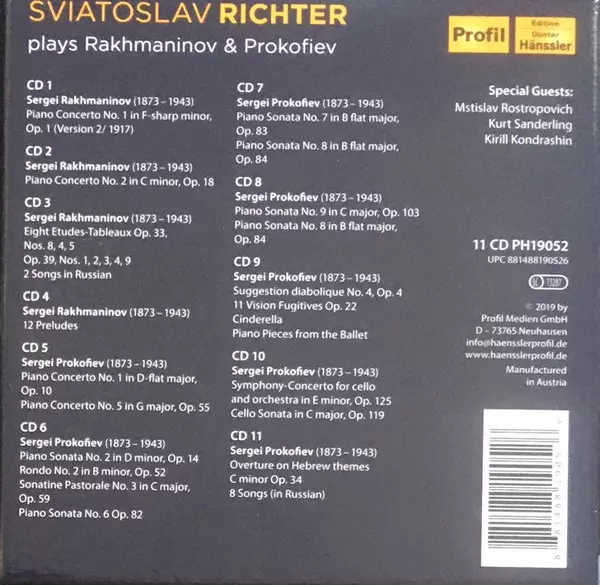 SVIATOSLAV RICHTER
plays Rakhmaninov & Prokofiev
CD 1
Sergei Rakhmaninov (1873 – 1943)
Piano Concerto No. 1 in F-sharp minor,
Op. 1 (Version 2/ 1917)
CD 2
Sergei Rakhmaninov (1873 – 1943)
Piano Concerto No. 2 in C minor, Op. 18
CD 3
Sergei Rakhmaninov (1873 – 1943)
Eight Etudes-Tableaux Op. 33,
Nos. 8, 4, 5
Op. 39, Nos. 1, 2, 3, 4, 9
2 Songs in Russian
CD 4
Sergei Rakhmaninov (1873 – 1943)
12 Preludes
CD 5
Sergei Prokofiev (1873 – 1943)
Piano Concerto No. 1 in D-flat major,
Op. 10
Piano Concerto No. 5 in G major, Op. 55
CD 6
Sergei Prokofiev (1873 – 1943)
Piano Sonata No. 2 in D minor, Op. 14
Rondo No. 2 in B minor, Op. 52
Sonatine Pastorale No. 3 in C major,
Op. 59
Piano Sonata No. 6 Op. 82
CD 7
Sergei Prokofiev (1873 – 1943)
Piano Sonata No. 7 in B flat major,
Op. 83
Piano Sonata No. 8 in B flat major,
Op. 84
CD 8
Sergei Prokofiev (1873 – 1943)
Piano Sonata No. 9 in C major, Op. 103
Piano Sonata No. 8 in B flat major,
Op. 84
CD 9
Sergei Prokofiev (1873 – 1943)
Suggestion diabolique No. 4, Op. 4
11 Vision Fugitives Op. 22
Cinderella
Piano Pieces from the Ballet
CD 10
Sergei Prokofiev (1873 – 1943)
Symphony-Concerto for cello
and orchestra in E minor, Op. 125
Cello Sonata in C major, Op. 119
CD 11
Sergei Prokofiev (1873 – 1943)
Overture on Hebrew themes
C minor Op. 34
8 Songs (in Russian)
Profil
Edition
Günter
Hänssler
Special Guests:
Mstislav Rostropovich
Kurt Sanderling
Kirill Kondrashin
11 CD PH19052
UPC 881488190526
LC 13287
© 2019 by
Profil Medien GmbH
D – 73765 Neuhausen
info@haensslerprofil.de
www.haensslerprofil.de
Manufactured
in Austria